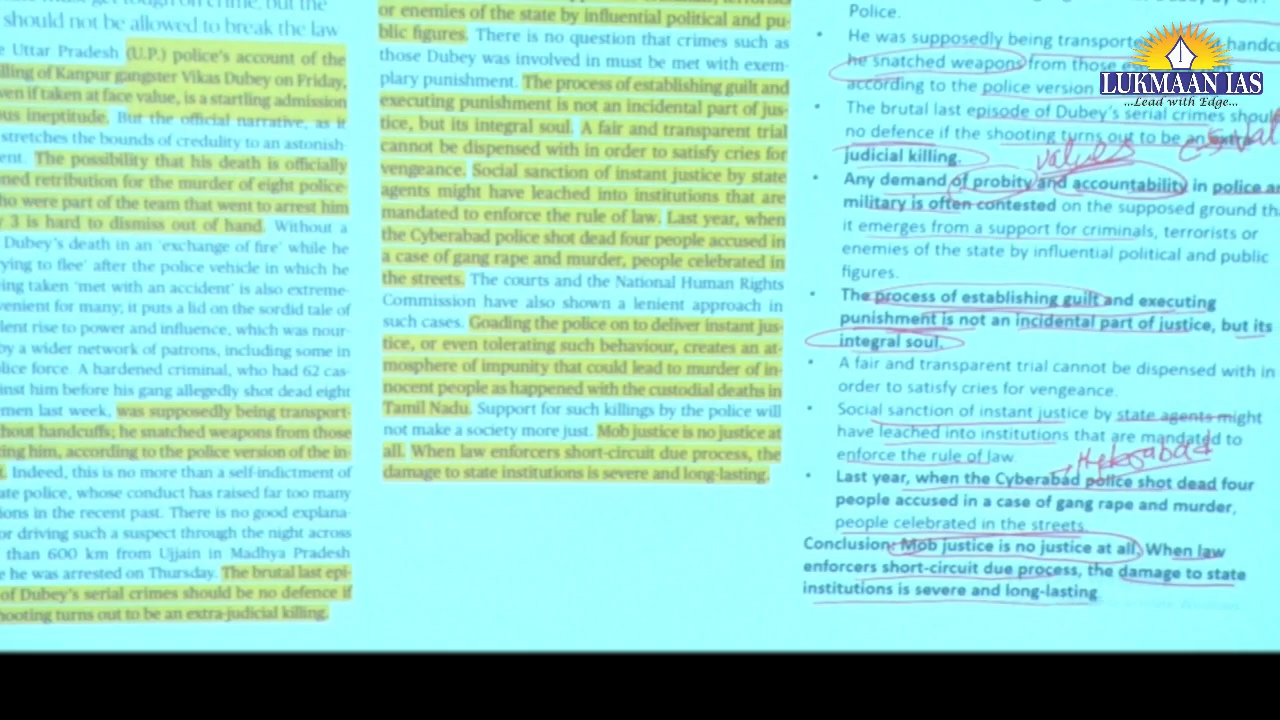 should not be allowed to break the law
Uttar Pradesh (U.P.) police's account of the
lling of Kanpur gangster Vikas Dubey on Friday,
ven if taken at face value, is a startling admission
us ineptitude. But the official narrative, as it
stretches the bounds of credulity to an astonish-
ent. The possibility that his death is officially
ned retribution for the murder of eight police-
ho were part of the team that went to arrest him
y 3 is hard to dismiss out of hand. Without a
Dubey's death in an 'exchange of fire' while he
ying to flee' after the police vehicle in which he
ing taken 'met with an accident' is also extreme-
venient for many; it puts a lid on the sordid tale of
lent rise to power and influence, which was nour-
by a wider network of patrons, including some in
lice force. A hardened criminal, who had 62 cas-
inst him before his gang allegedly shot dead eight
men last week, was supposedly being transport-
hout handcuffs; he snatched weapons from those
ing him, according to the police version of the in-
t. Indeed, this is no more than a self-indictment of
ate police, whose conduct has raised far too many
ions in the recent past. There is no good explana-
or driving such a suspect through the night across
than 600 km from Ujjain in Madhya Pradesh
e he was arrested on Thursday. The brutal last epi-
of Dubey's serial crimes should be no defence if
hooting turns out to be an extra-judicial killing.
or enemies of the state by influential political and pu-
blic figures. There is no question that crimes such as
those Dubey was involved in must be met with exem-
plary punishment. The process of establishing guilt and
executing punishment is not an incidental part of jus-
tice, but its integral soul. A fair and transparent trial
cannot be dispensed with in order to satisfy cries for
vengeance. Social sanction of instant justice by state
agents might have leached into institutions that are
mandated to enforce the rule of law. Last year, when
the Cyberabad police shot dead four people accused in
a case of gang rape and murder, people celebrated in
the streets. The courts and the National Human Rights
Commission have also shown a lenient approach in
such cases. Goading the police on to deliver instant jus-
tice, or even tolerating such behaviour, creates an at-
mosphere of impunity that could lead to murder of in-
nocent people as happened with the custodial deaths in
Tamil Nadu. Support for such killings by the police will
not make a society more just. Mob justice is no justice at
all. When law enforcers short-circuit due process, the
damage to state institutions is severe and long-lasting.
Police.
• He was supposedly being transporte handc
he snatched weapons from those
according to the police version
• The brutal last episode of Dubey's serial crimes shoul
no defence if the shooting turns out to be an
judicial killing.
values
• Any demand of probity and accountability in police an
military is often contested on the supposed ground th
it emerges from a support for criminals, terrorists or
enemies of the state by influential political and public
figures.
• The process of establishing guilt and executing
punishment is not an incidental part of justice, but its
integral soul.
• A fair and transparent trial cannot be dispensed with in
order to satisfy cries for vengeance.
• Social sanction of instant justice by state agents might
have leached into institutions that are mandated to
enforce the rule of law.
• Last year, when the Cyberabad police shot dead four
people accused in a case of gang rape and murder,
people celebrated in the streets.
Conclusion: Mob justice is no justice at all. When law
enforcers short-circuit due process, the damage to state
institutions is severe and long-lasting
LUKMAAN IAS
...Lead with Edge...